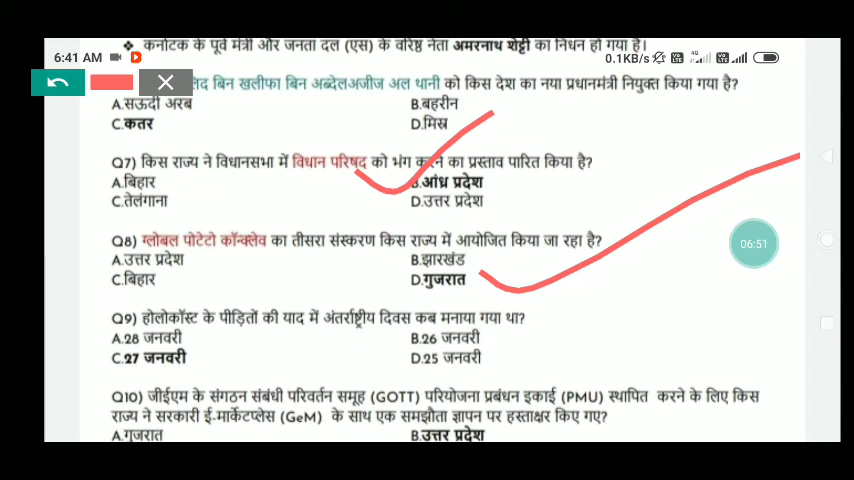 ❖ कर्नाटक के पूर्व मंत्री और जनता दल (एस) के वरिष्ठ नेता अमरनाथ शेट्टी का निधन हो गया है।
6:41 AM 0.1KB/s 4G
बिन खलीफा बिन अब्देलअजीज अल थानी को किस देश का नया प्रधानमंत्री नियुक्त किया गया है?
A.सऊदी अरब B.बहरीन
C.कतर D.मिस्र
Q7) किस राज्य ने विधानसभा में विधान परिषद को भंग करने का प्रस्ताव पारित किया है?
A.बिहार B.आंध्र प्रदेश
C.तेलंगाना D.उत्तर प्रदेश
Q8) ग्लोबल पोटेटो कॉन्क्लेव का तीसरा संस्करण किस राज्य में आयोजित किया जा रहा है?
06:51
A.उत्तर प्रदेश B.झारखंड
C.बिहार D.गुजरात
Q9) होलोकॉस्ट के पीड़ितों की याद में अंतर्राष्ट्रीय दिवस कब मनाया गया था?
A.28 जनवरी B.26 जनवरी
C.27 जनवरी D.25 जनवरी
Q10) जीईएम के संगठन संबंधी परिवर्तन समूह (GOTT) परियोजना प्रबंधन इकाई (PMU) स्थापित करने के लिए किस
राज्य ने सरकारी ई-मार्केटप्लेस (GeM) के साथ एक समझौता ज्ञापन पर हस्ताक्षर किए गए?
A.गुजरात B.उत्तर प्रदेश